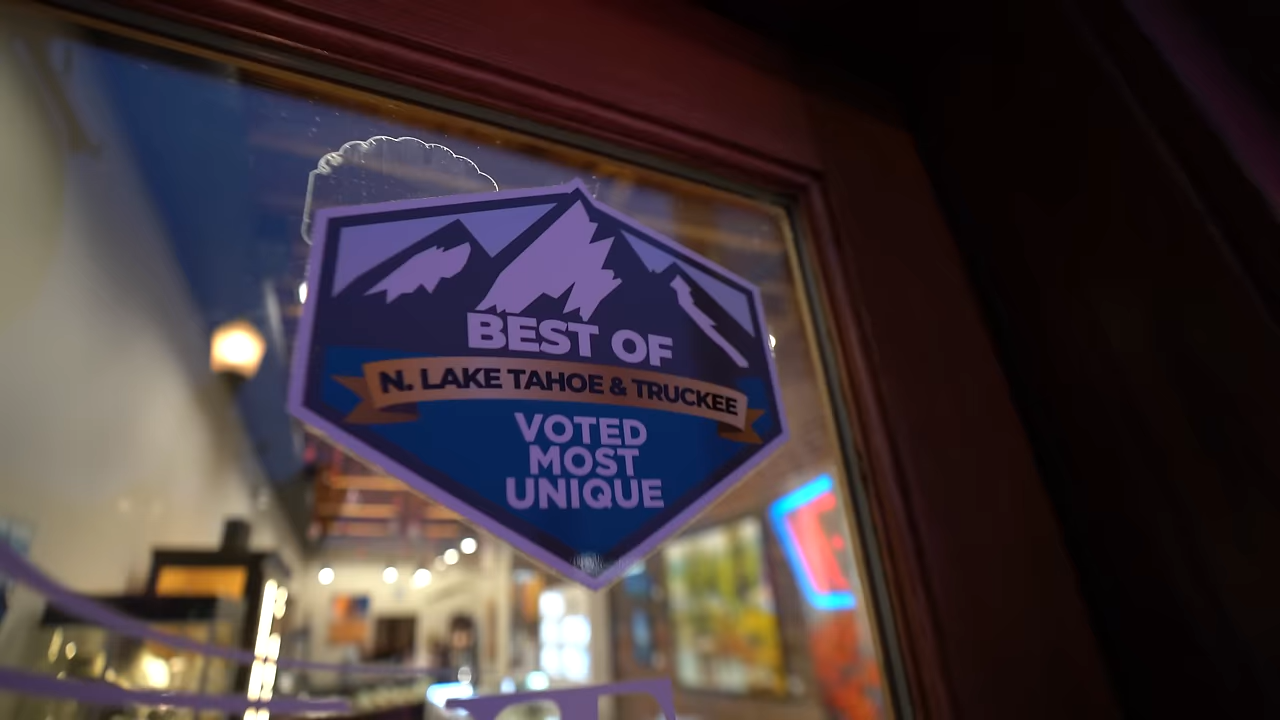 BEST OF
N. LAKE TAHOE & TRUCKEE
VOTED
MOST
UNIQUE